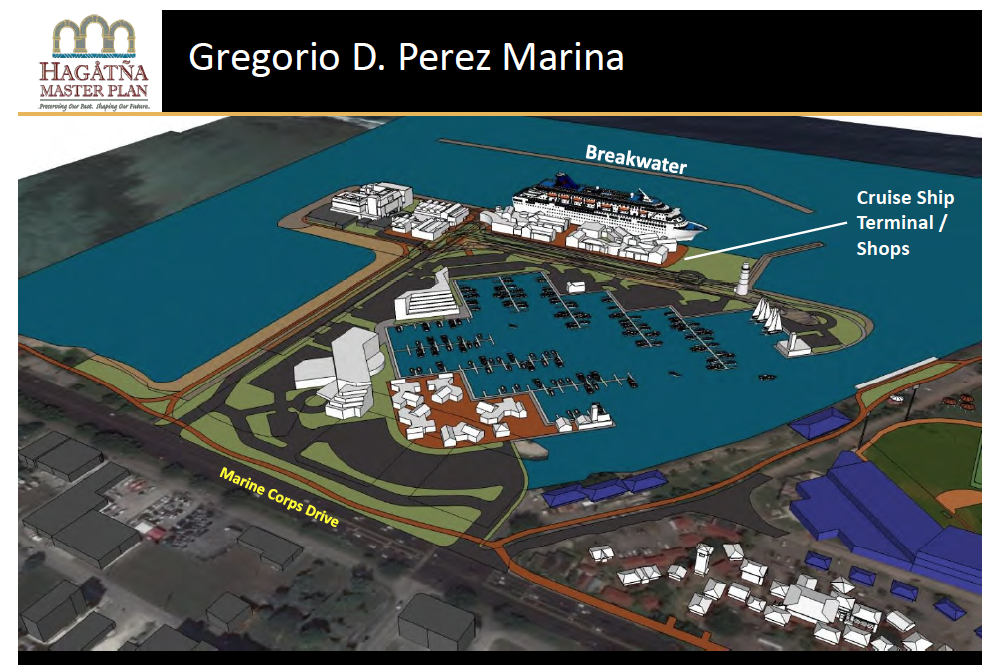 HAGÅTÑA
MASTER PLAN
Preserving Our Past. Shaping Our Future.
Gregorio D. Perez Marina
Breakwater
Cruise Ship
Terminal /
Shops
Marine Corps Drive